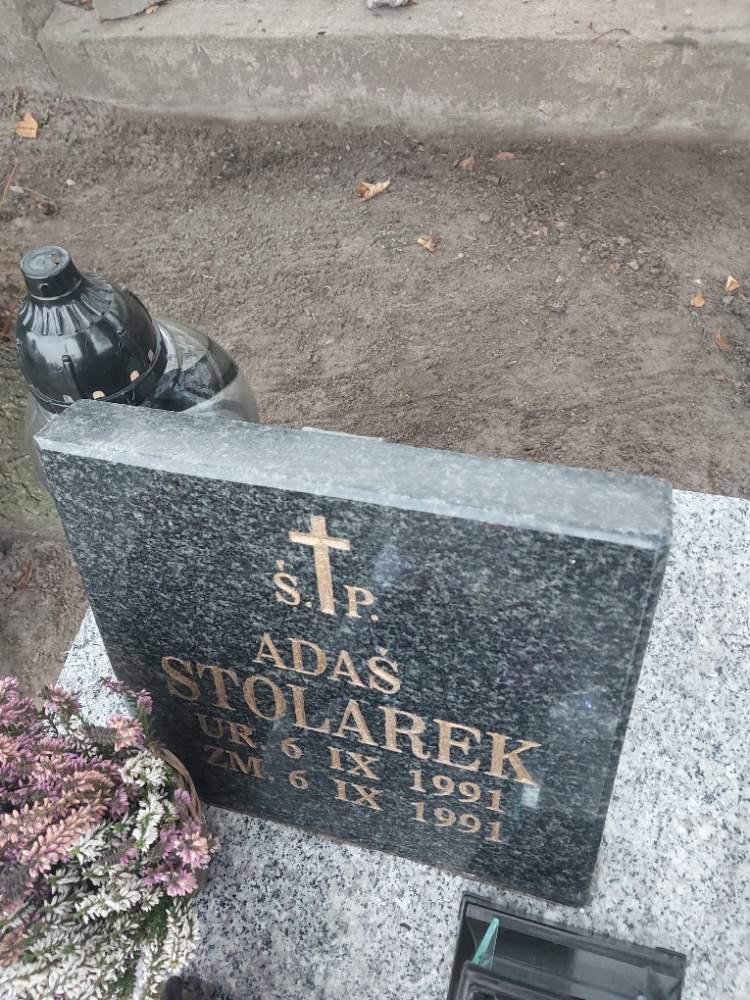 Ś.P.
ADAŚ
STOLAREK
UR. 6 IX 1991
ZM. 6 IX 1991